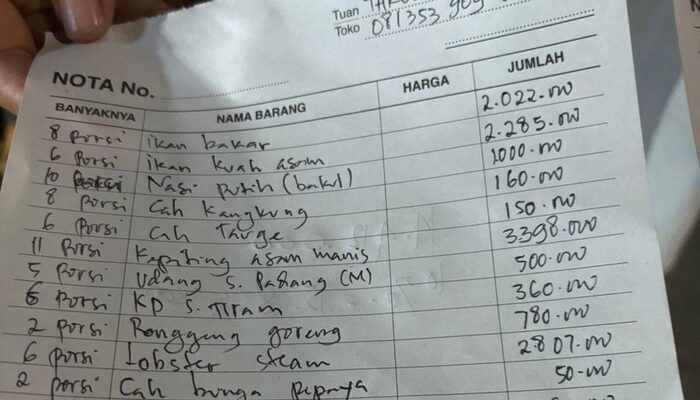 Tuan
Toko 081353
NOTA No.
BANYAKNYA NAMA BARANG HARGA JUMLAH
8 Porsi ikan bakar 2.022.000
6 Porsi ikan kuah asam 2.285.000
10 Nasi Putih (bakul) 1000.000
8 Porsi Cah Kangkung 160.000
6 Porsi Cah Tauge 150.000
11 Porsi Kepiting asam manis 3398.000
5 Porsi Udang S. Padang (M) 500.000
6 Porsi KP S. Tiram 360.000
2 Porsi Ronggeng goreng 780.000
6 Porsi Lobster steam 2807.000
2 Porsi Cah bunga pepaya 50.000